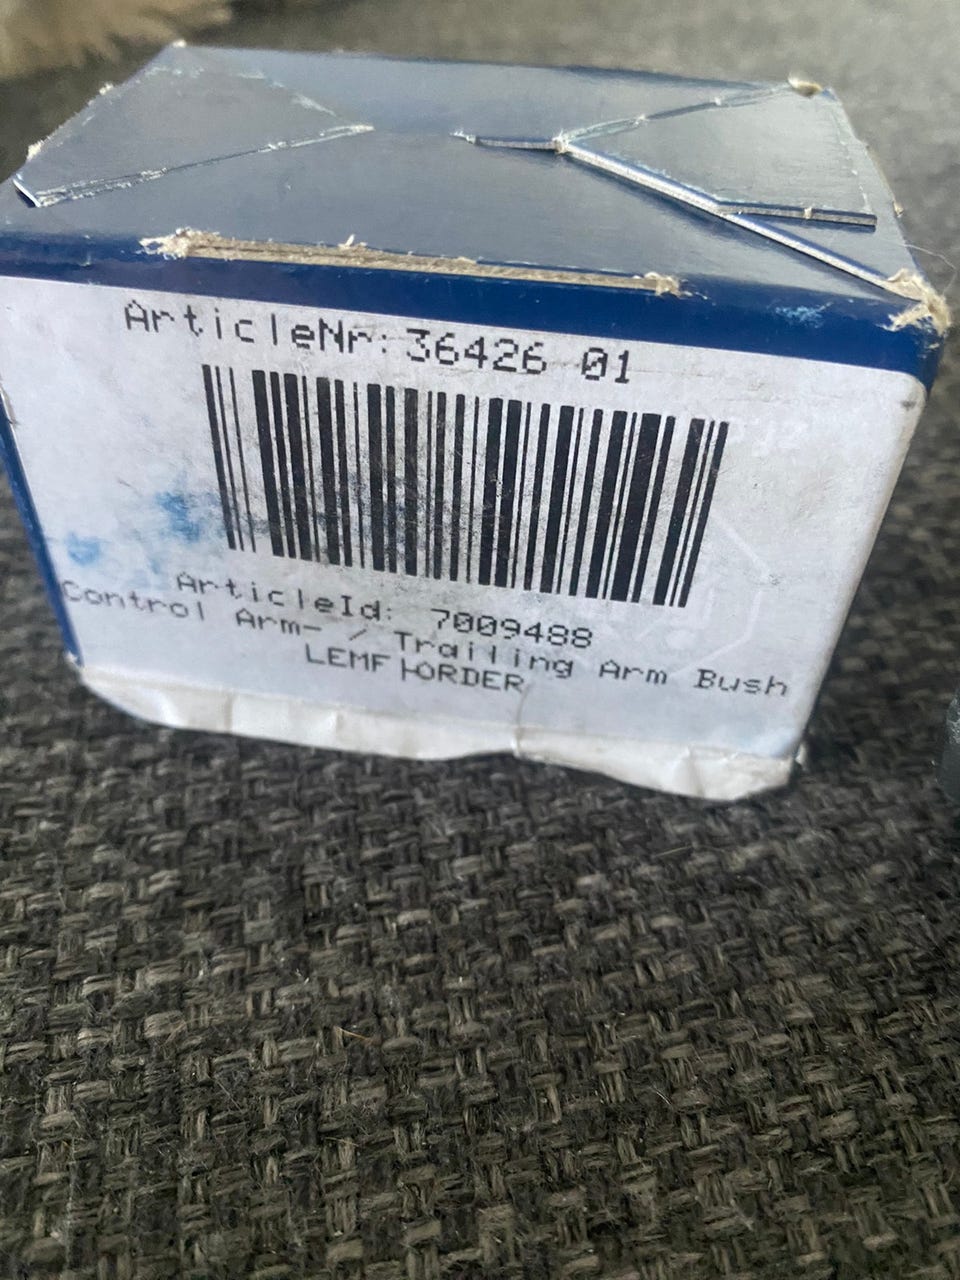 ArticleNr: 36426 01
ArticleId: 7009488
Control Arm- / Trailing Arm Bush
LEMFÖRDER